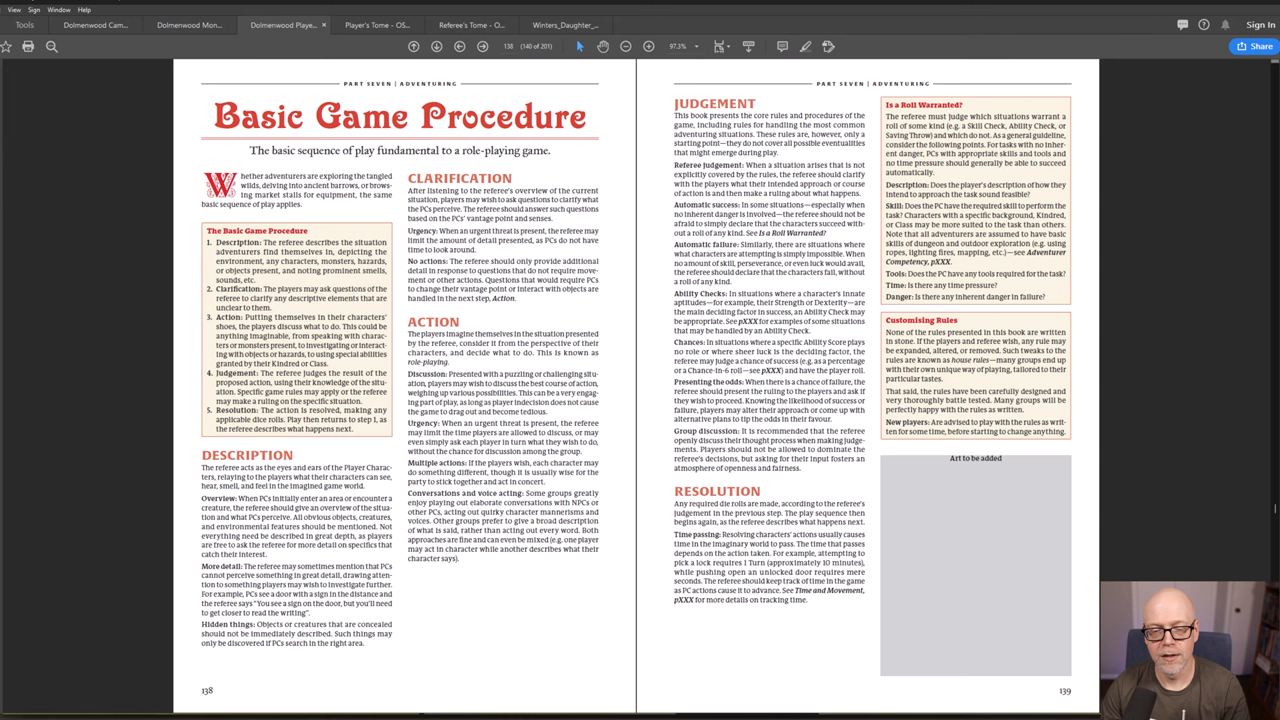 View Sign Window Help
Tools
Dolmenwood Cam...
Dolmenwood Mon...
Dolmenwood Playe... ×
Player's Tome - OS...
Referee's Tome - O...
Winters_Daughter_...
Sign In
138 (140 of 201)
97.3%
Share
PART SEVEN | ADVENTURING
Basic Game Procedure
The basic sequence of play fundamental to a role-playing game.
Whether adventurers are exploring the tangled
wilds, delving into ancient barrows, or brows-
ing market stalls for equipment, the same
basic sequence of play applies.
The Basic Game Procedure
1. Description: The referee describes the situation
adventurers find themselves in, depicting the
environment, any characters, monsters, hazards,
or objects present, and noting prominent smells,
sounds, etc.
2. Clarification: The players may ask questions of the
referee to clarify any descriptive elements that are
unclear to them.
3. Action: Putting themselves in their characters'
shoes, the players discuss what to do. This could be
anything imaginable, from speaking with charac-
ters or monsters present, to investigating or interact-
ing with objects or hazards, to using special abilities
granted by their Kindred or Class.
4. Judgement: The referee judges the result of the
proposed action, using their knowledge of the situ-
ation. Specific game rules may apply or the referee
may make a ruling on the specific situation.
5. Resolution: The action is resolved, making any
applicable dice rolls. Play then returns to step 1, as
the referee describes what happens next.
DESCRIPTION
The referee acts as the eyes and ears of the Player Charac-
ters, relaying to the players what their characters can see,
hear, smell, and feel in the imagined game world.
Overview: When PCs initially enter an area or encounter a
creature, the referee should give an overview of the situa-
tion and what PCs perceive. All obvious objects, creatures,
and environmental features should be mentioned. Not
everything need be described in great depth, as players
are free to ask the referee for more detail on specifics that
catch their interest.
More detail: The referee may sometimes mention that PCs
cannot perceive something in great detail, drawing atten-
tion to something players may wish to investigate further.
For example, PCs see a door with a sign in the distance and
the referee says "You see a sign on the door, but you'll need
to get closer to read the writing".
Hidden things: Objects or creatures that are concealed
should not be immediately described. Such things may
only be discovered if PCs search in the right area.
CLARIFICATION
After listening to the referee's overview of the current
situation, players may wish to ask questions to clarify what
the PCs perceive. The referee should answer such questions
based on the PCs' vantage point and senses.
Urgency: When an urgent threat is present, the referee may
limit the amount of detail presented, as PCs do not have
time to look around.
No actions: The referee should only provide additional
detail in response to questions that do not require move-
ment or other actions. Questions that would require PCs
to change their vantage point or interact with objects are
handled in the next step, Action.
ACTION
The players imagine themselves in the situation presented
by the referee, consider it from the perspective of their
characters, and decide what to do. This is known as
role-playing.
Discussion: Presented with a puzzling or challenging situ-
ation, players may wish to discuss the best course of action,
weighing up various possibilities. This can be a very engag-
ing part of play, as long as player indecision does not cause
the game to drag out and become tedious.
Urgency: When an urgent threat is present, the referee
may limit the time players are allowed to discuss, or may
even simply ask each player in turn what they wish to do,
without the chance for discussion among the group.
Multiple actions: If the players wish, each character may
do something different, though it is usually wise for the
party to stick together and act in concert.
Conversations and voice acting: Some groups greatly
enjoy playing out elaborate conversations with NPCs or
other PCs, acting out quirky character mannerisms and
voices. Other groups prefer to give a broad description
of what is said, rather than acting out every word. Both
approaches are fine and can even be mixed (e.g. one player
may act in character while another describes what their
character says).
138
PART SEVEN | ADVENTURING
JUDGEMENT
This book presents the core rules and procedures of the
game, including rules for handling the most common
adventuring situations. These rules are, however, only a
starting point—they do not cover all possible eventualities
that might emerge during play.
Referee judgement: When a situation arises that is not
explicitly covered by the rules, the referee should clarify
with the players what their intended approach or course
of action is and then make a ruling about what happens.
Automatic success: In some situations—especially when
no inherent danger is involved—the referee should not be
afraid to simply declare that the characters succeed with-
out a roll of any kind. See Is a Roll Warranted?
Automatic failure: Similarly, there are situations where
what characters are attempting is simply impossible. When
no amount of skill, perseverance, or even luck would avail,
the referee should declare that the characters fail, without
a roll of any kind.
Ability Checks: In situations where a character's innate
aptitudes—for example, their Strength or Dexterity—are
the main deciding factor in success, an Ability Check may
be appropriate. See pXXX for examples of some situations
that may be handled by an Ability Check.
Chances: In situations where a specific Ability Score plays
no role or where sheer luck is the deciding factor, the
referee may judge a chance of success (e.g. as a percentage
or a Chance-in-6 roll—see pXXX) and have the player roll.
Presenting the odds: When there is a chance of failure, the
referee should present the risk to the players and ask if
they wish to proceed. Knowing the likelihood of success or
failure, players may alter their approach or come up with
alternative plans to tip the odds in their favour.
Group discussion: It is recommended that the referee
openly discuss their thought process when making judge-
ments. Players should not be allowed to dominate the
referee's decisions, but asking for their input fosters an
atmosphere of openness and fairness.
RESOLUTION
Any required die rolls are made, according to the referee's
judgement in the previous step. The play sequence then
begins again, as the referee describes what happens next.
Time passing: Resolving characters' actions usually causes
time in the imaginary world to pass. The time that passes
depends on the action taken. For example, attempting to
pick a lock requires 1 Turn (approximately 10 minutes),
while pushing open an unlocked door requires mere
seconds. The referee should keep track of time in the game
as PC actions cause it to advance. See Time and Movement,
pXXX for more details on tracking time.
Is a Roll Warranted?
The referee must judge which situations warrant a
roll of some kind (e.g. a Skill Check, Ability Check, or
Saving Throw) and which do not. As a general guideline,
consider the following points. For tasks with no inher-
ent danger, PCs with appropriate skills and tools and
no time pressure should generally be able to succeed
automatically.
Description: Does the player's description of how they
intend to approach the task sound feasible?
Skill: Does the PC have the required skill to perform the
task? Characters with a specific background, Kindred,
or Class may be more suited to the task than others.
Note that all adventurers are assumed to have basic
skills of dungeon and outdoor exploration (e.g. using
ropes, lighting fires, mapping, etc.)—see Adventurer
Competency, pXXX.
Tools: Does the PC have any tools required for the task?
Time: Is there any time pressure?
Danger: Is there any inherent danger in failure?
Customising Rules
None of the rules presented in this book are written
in stone. If the players and referee wish, any rule may
be expanded, altered, or removed. Such tweaks to the
rules are known as house rules—many groups end up
with their own unique way of playing, tailored to their
particular tastes.
That said, the rules have been carefully designed and
very thoroughly battle tested. Many groups will be
perfectly happy with the rules as written.
New players: Are advised to play with the rules as writ-
ten for some time, before starting to change anything.
Art to be added
139